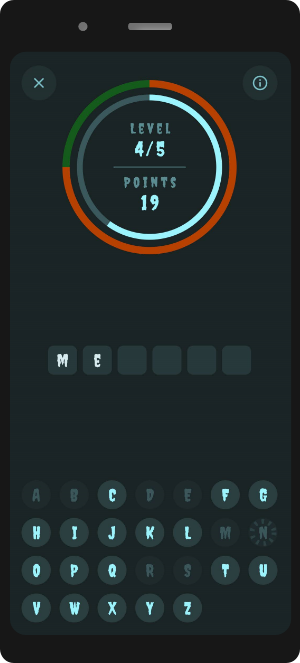 LEVEL
4/5
POINTS
19
M E
A B C D E F G
H I J K L M N
O P Q R S T U
V W X Y Z